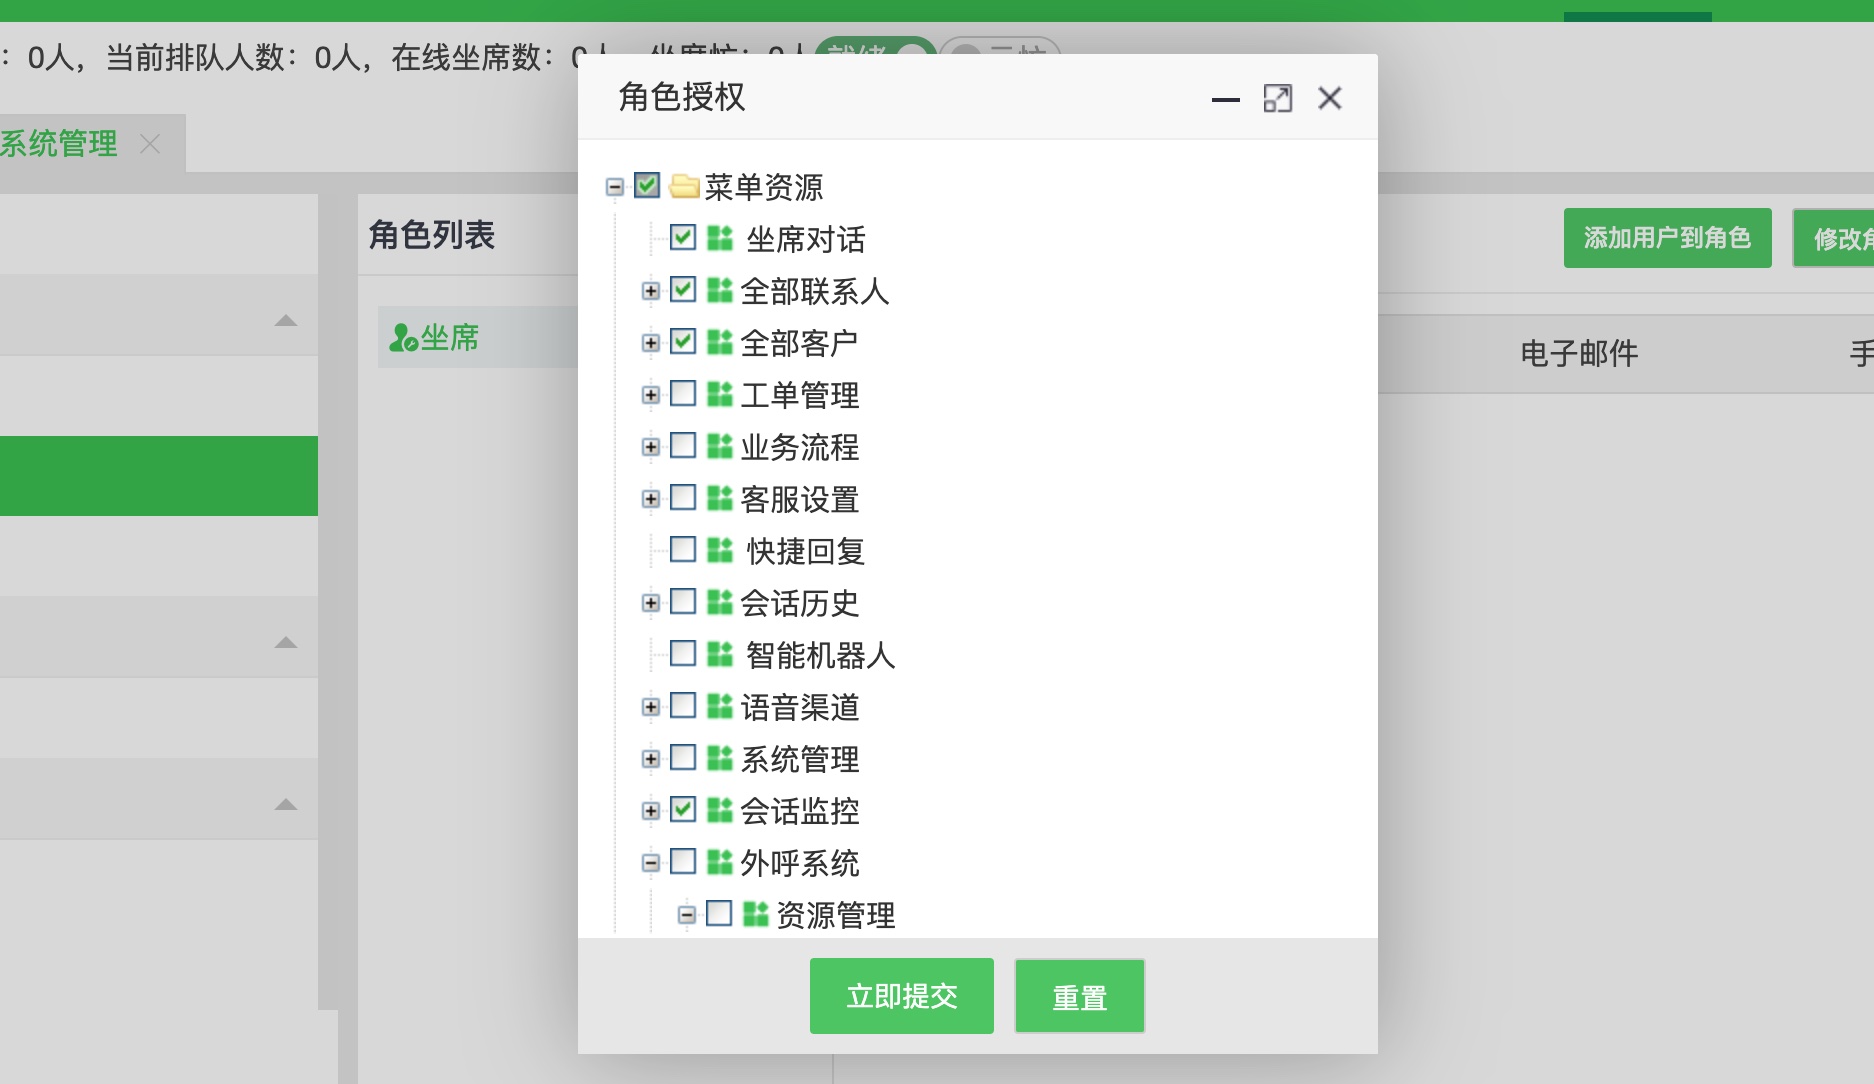 ：0人，当前排队人数：0人，在线坐席数：0人
系统管理
角色授权
角色列表
添加用户到角色
坐席
电子邮件
菜单资源
坐席对话
全部联系人
全部客户
工单管理
业务流程
客服设置
快捷回复
会话历史
智能机器人
语音渠道
系统管理
会话监控
外呼系统
资源管理
立即提交
重置